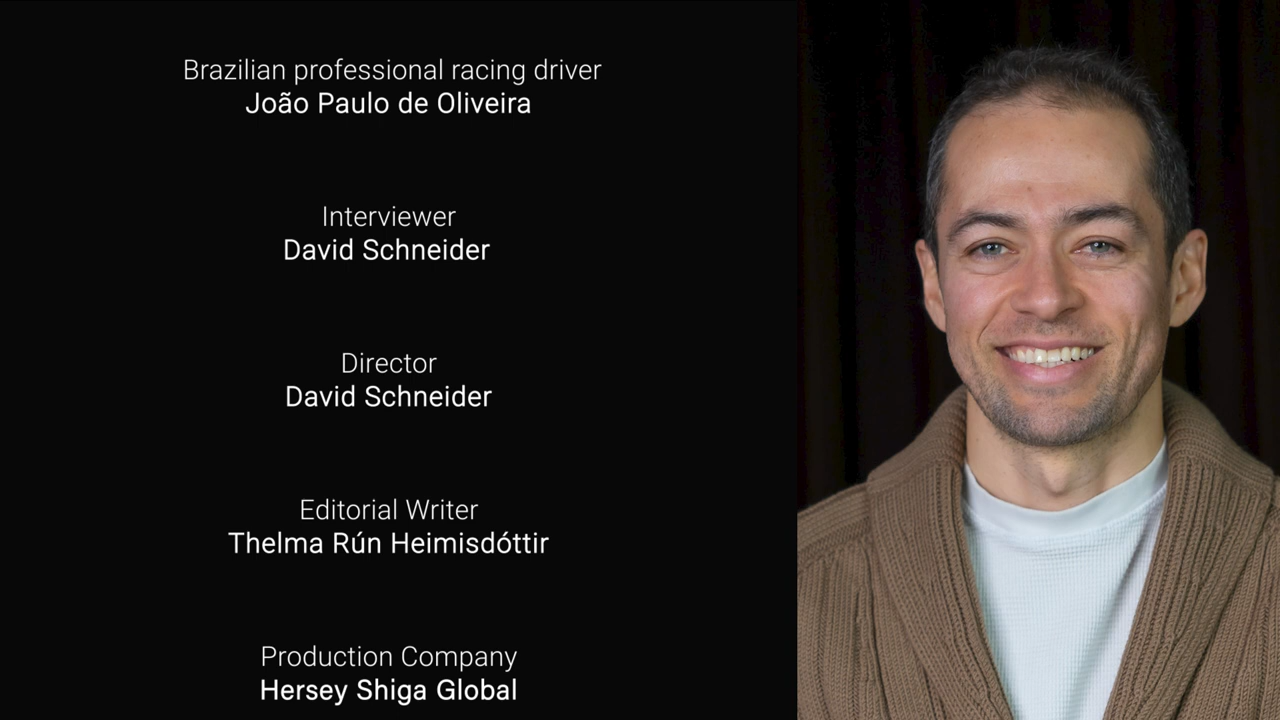 Brazilian professional racing driver
João Paulo de Oliveira
Interviewer
David Schneider
Director
David Schneider
Editorial Writer
Thelma Rún Heimisdóttir
Production Company
Hersey Shiga Global